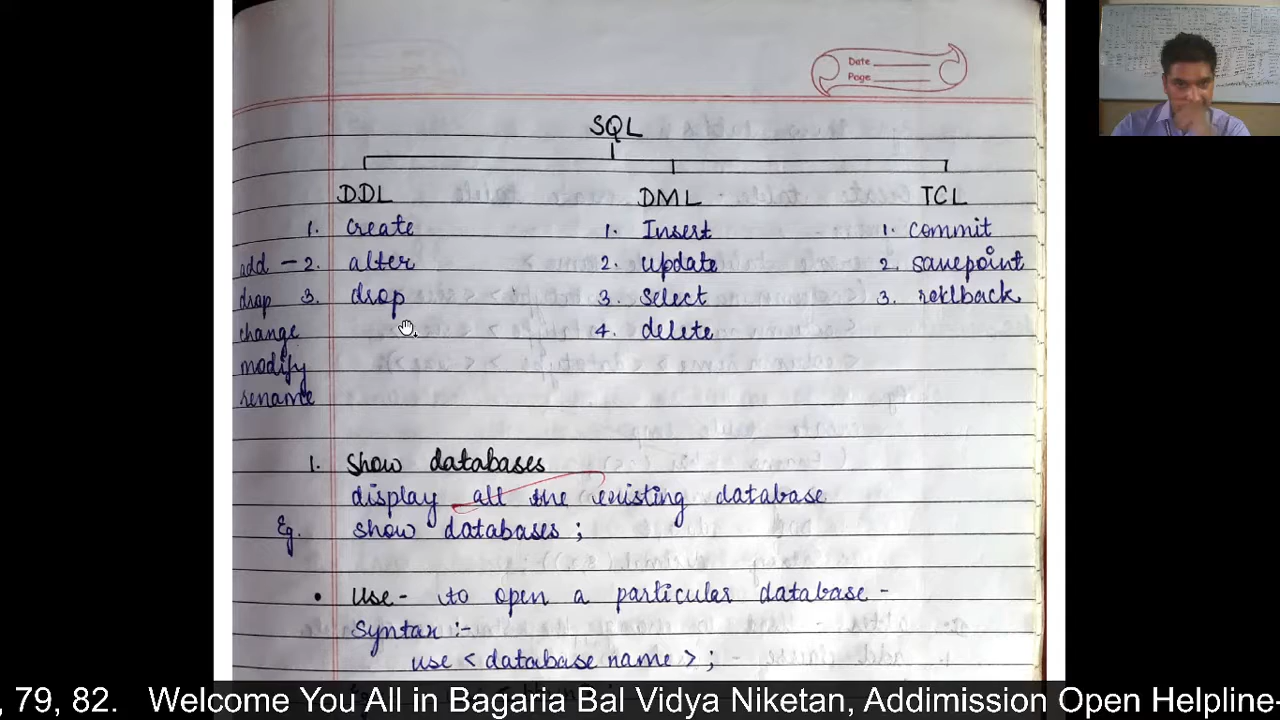 Date
Page
SQL
DDL DML TCL
1. create 1. Insert 1. commit
add - 2. alter 2. update 2. savepoint
drop 3. drop 3. select 3. rollback
change 4. delete
modify
rename
1. show databases
display all the existing database
Eg. show databases ;
• Use - to open a particular database -
Syntax :-
use < database name > ;
, 79, 82. Welcome You All in Bagaria Bal Vidya Niketan, Addimission Open Helpline